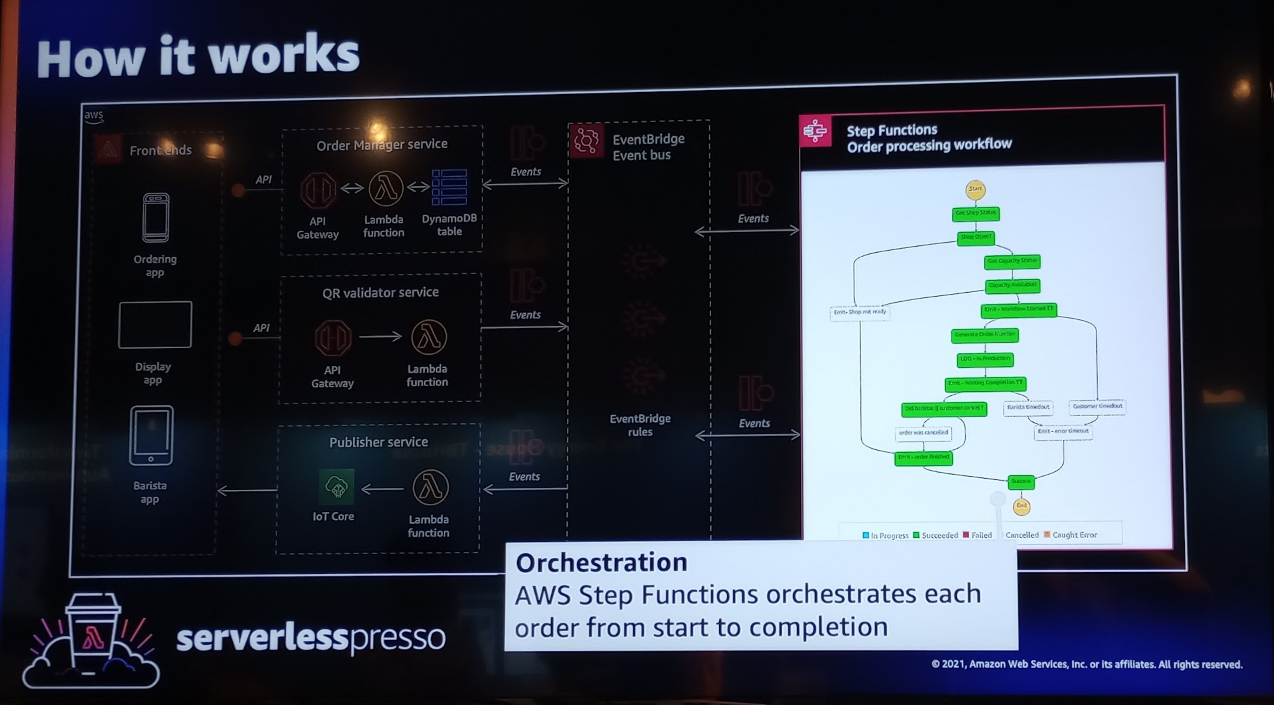 How it works
aws
Front ends
Ordering
app
Display
app
Barista
app
API
API
Order Manager service
API
Gateway
Lambda
function
DynamoDB
table
QR validator service
API
Gateway
Lambda
function
Publisher service
IoT Core
Lambda
function
Events
Events
Events
EventBridge
Event bus
EventBridge
rules
Events
Events
Step Functions
Order processing workflow
Start
Get Shop Status
Shop Open?
Get Capacity Status
Capacity Available?
Emit - Shop not ready
Emit - Workflow Started TT
Generate Order Number
Emit - Awaiting Completion TT
Barista timedout
Customer timedout
order was cancelled
Emit - error timeout
Emit - order finished
Success
End
In Progress
Succeeded
Failed
Cancelled
Caught Error
Orchestration
AWS Step Functions orchestrates each
order from start to completion
serverlesspresso
© 2021, Amazon Web Services, Inc. or its affiliates. All rights reserved.